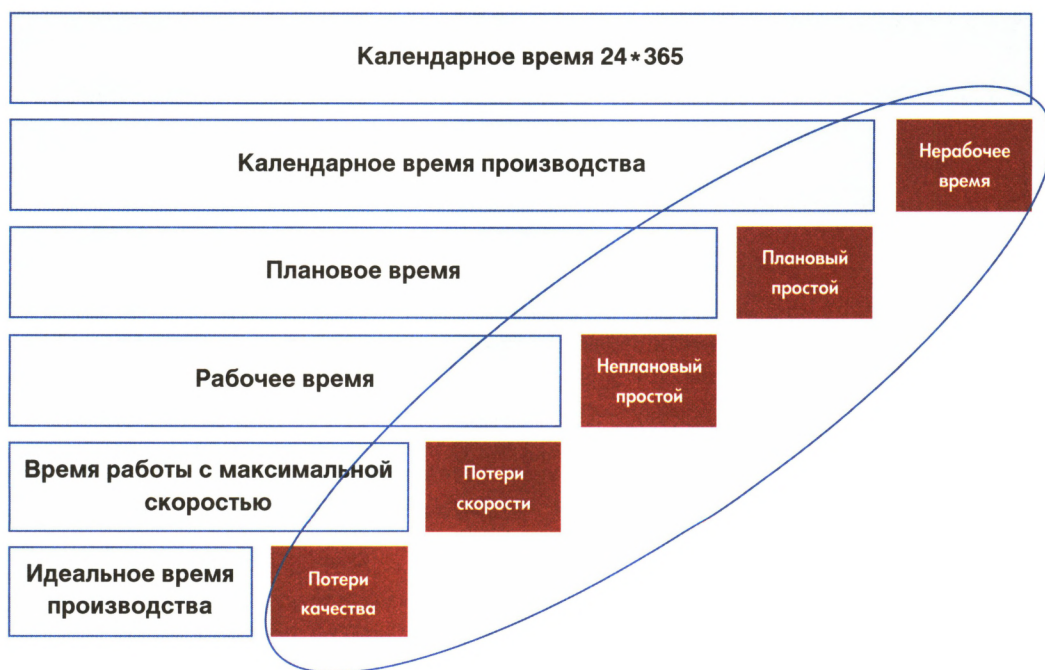 Календарное время 24*365
Календарное время производства
Нерабочее
время
Плановое время
Плановый
простой
Рабочее время
Неплановый
простой
Время работы с максимальной
скоростью
Потери
скорости
Идеальное время
производства
Потери
качества